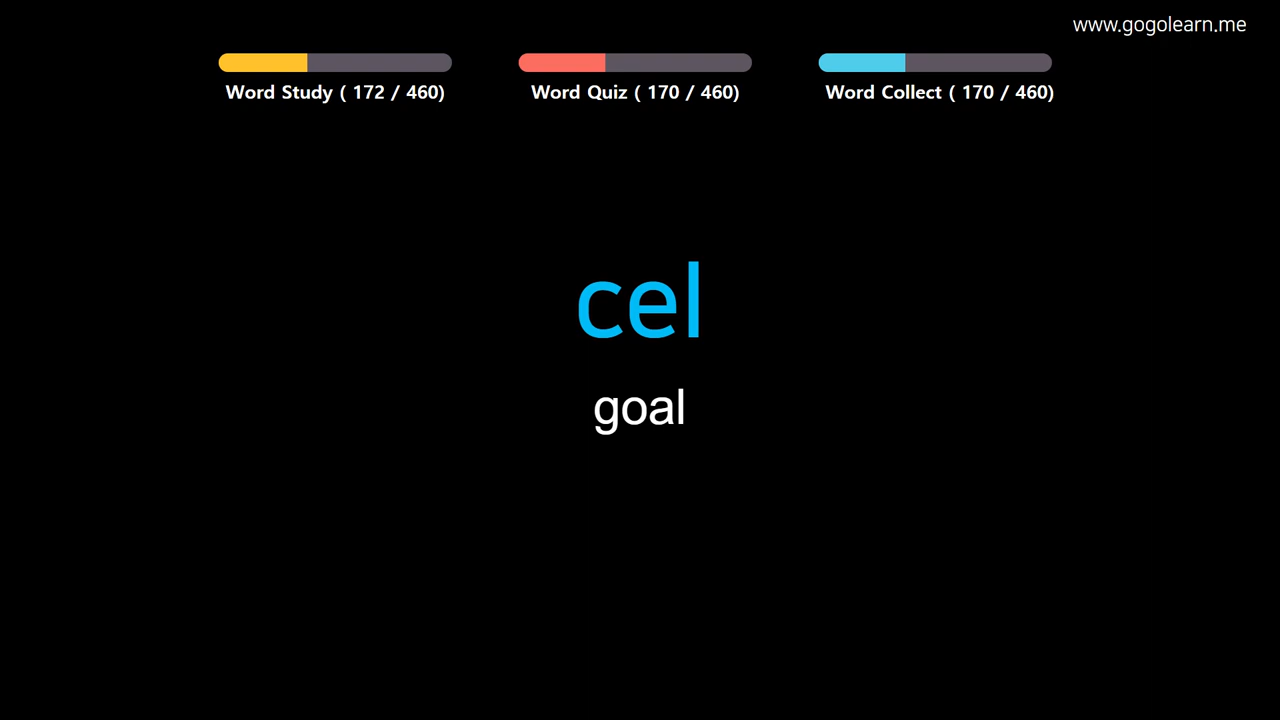 www.gogolearn.me
Word Study ( 172 / 460)
Word Quiz ( 170 / 460)
Word Collect ( 170 / 460)
cel
goal